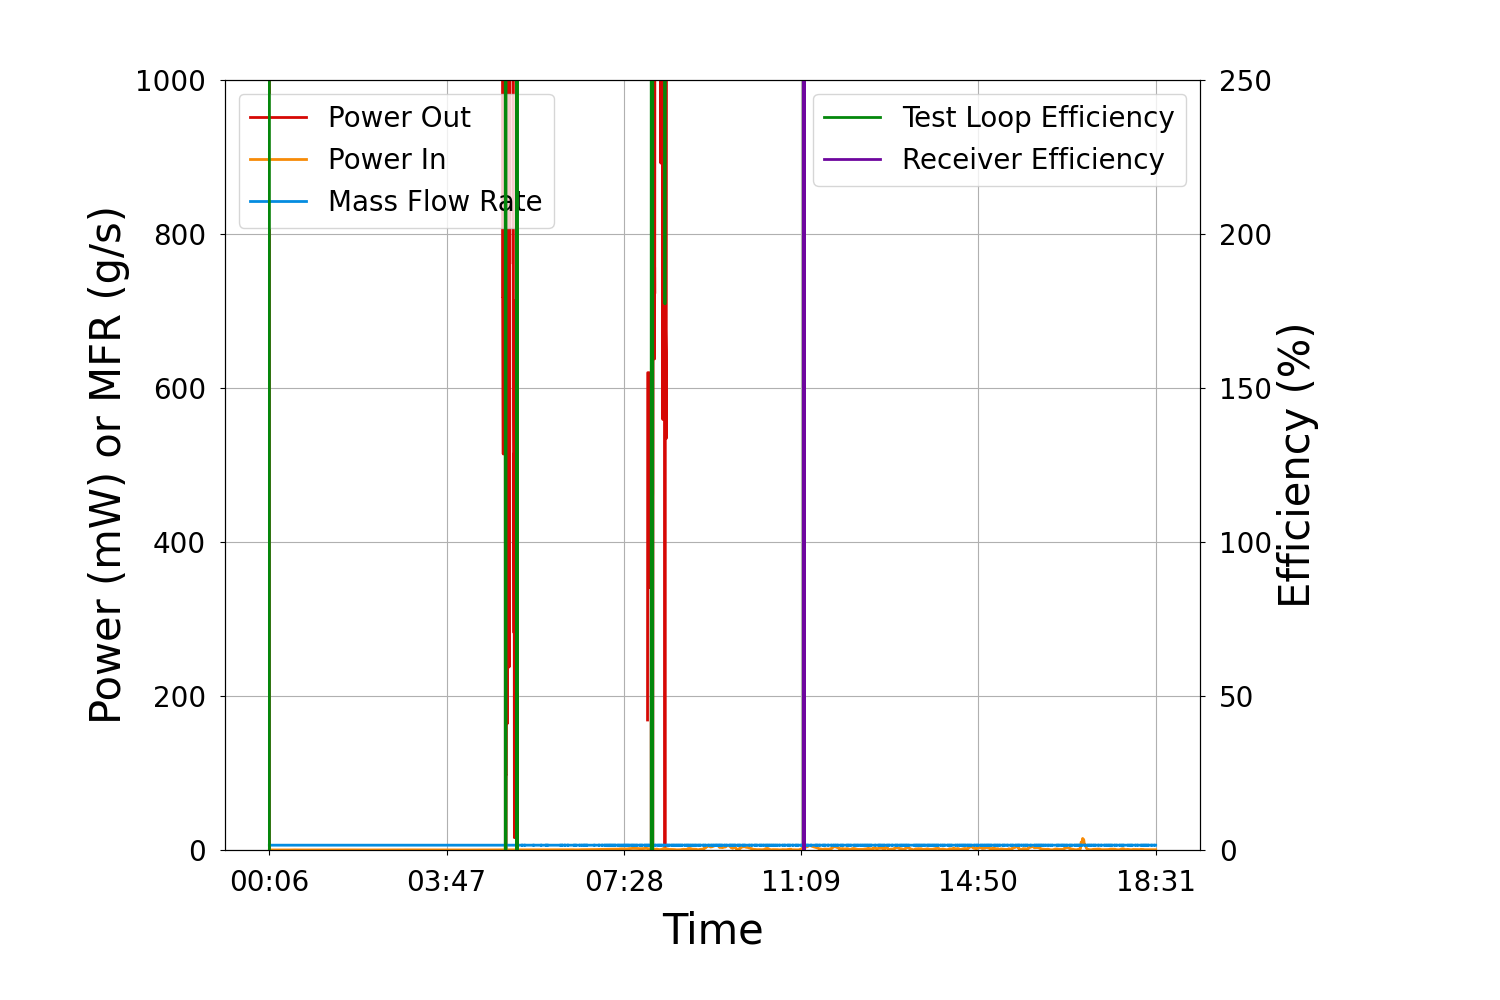 Power (mW) or MFR (g/s)
1000
800
600
400
200
0
Power Out
Power In
Mass Flow Rate
Test Loop Efficiency
Receiver Efficiency
250
200
150
100
50
0
Efficiency (%)
00:06 03:47 07:28 11:09 14:50 18:31
Time